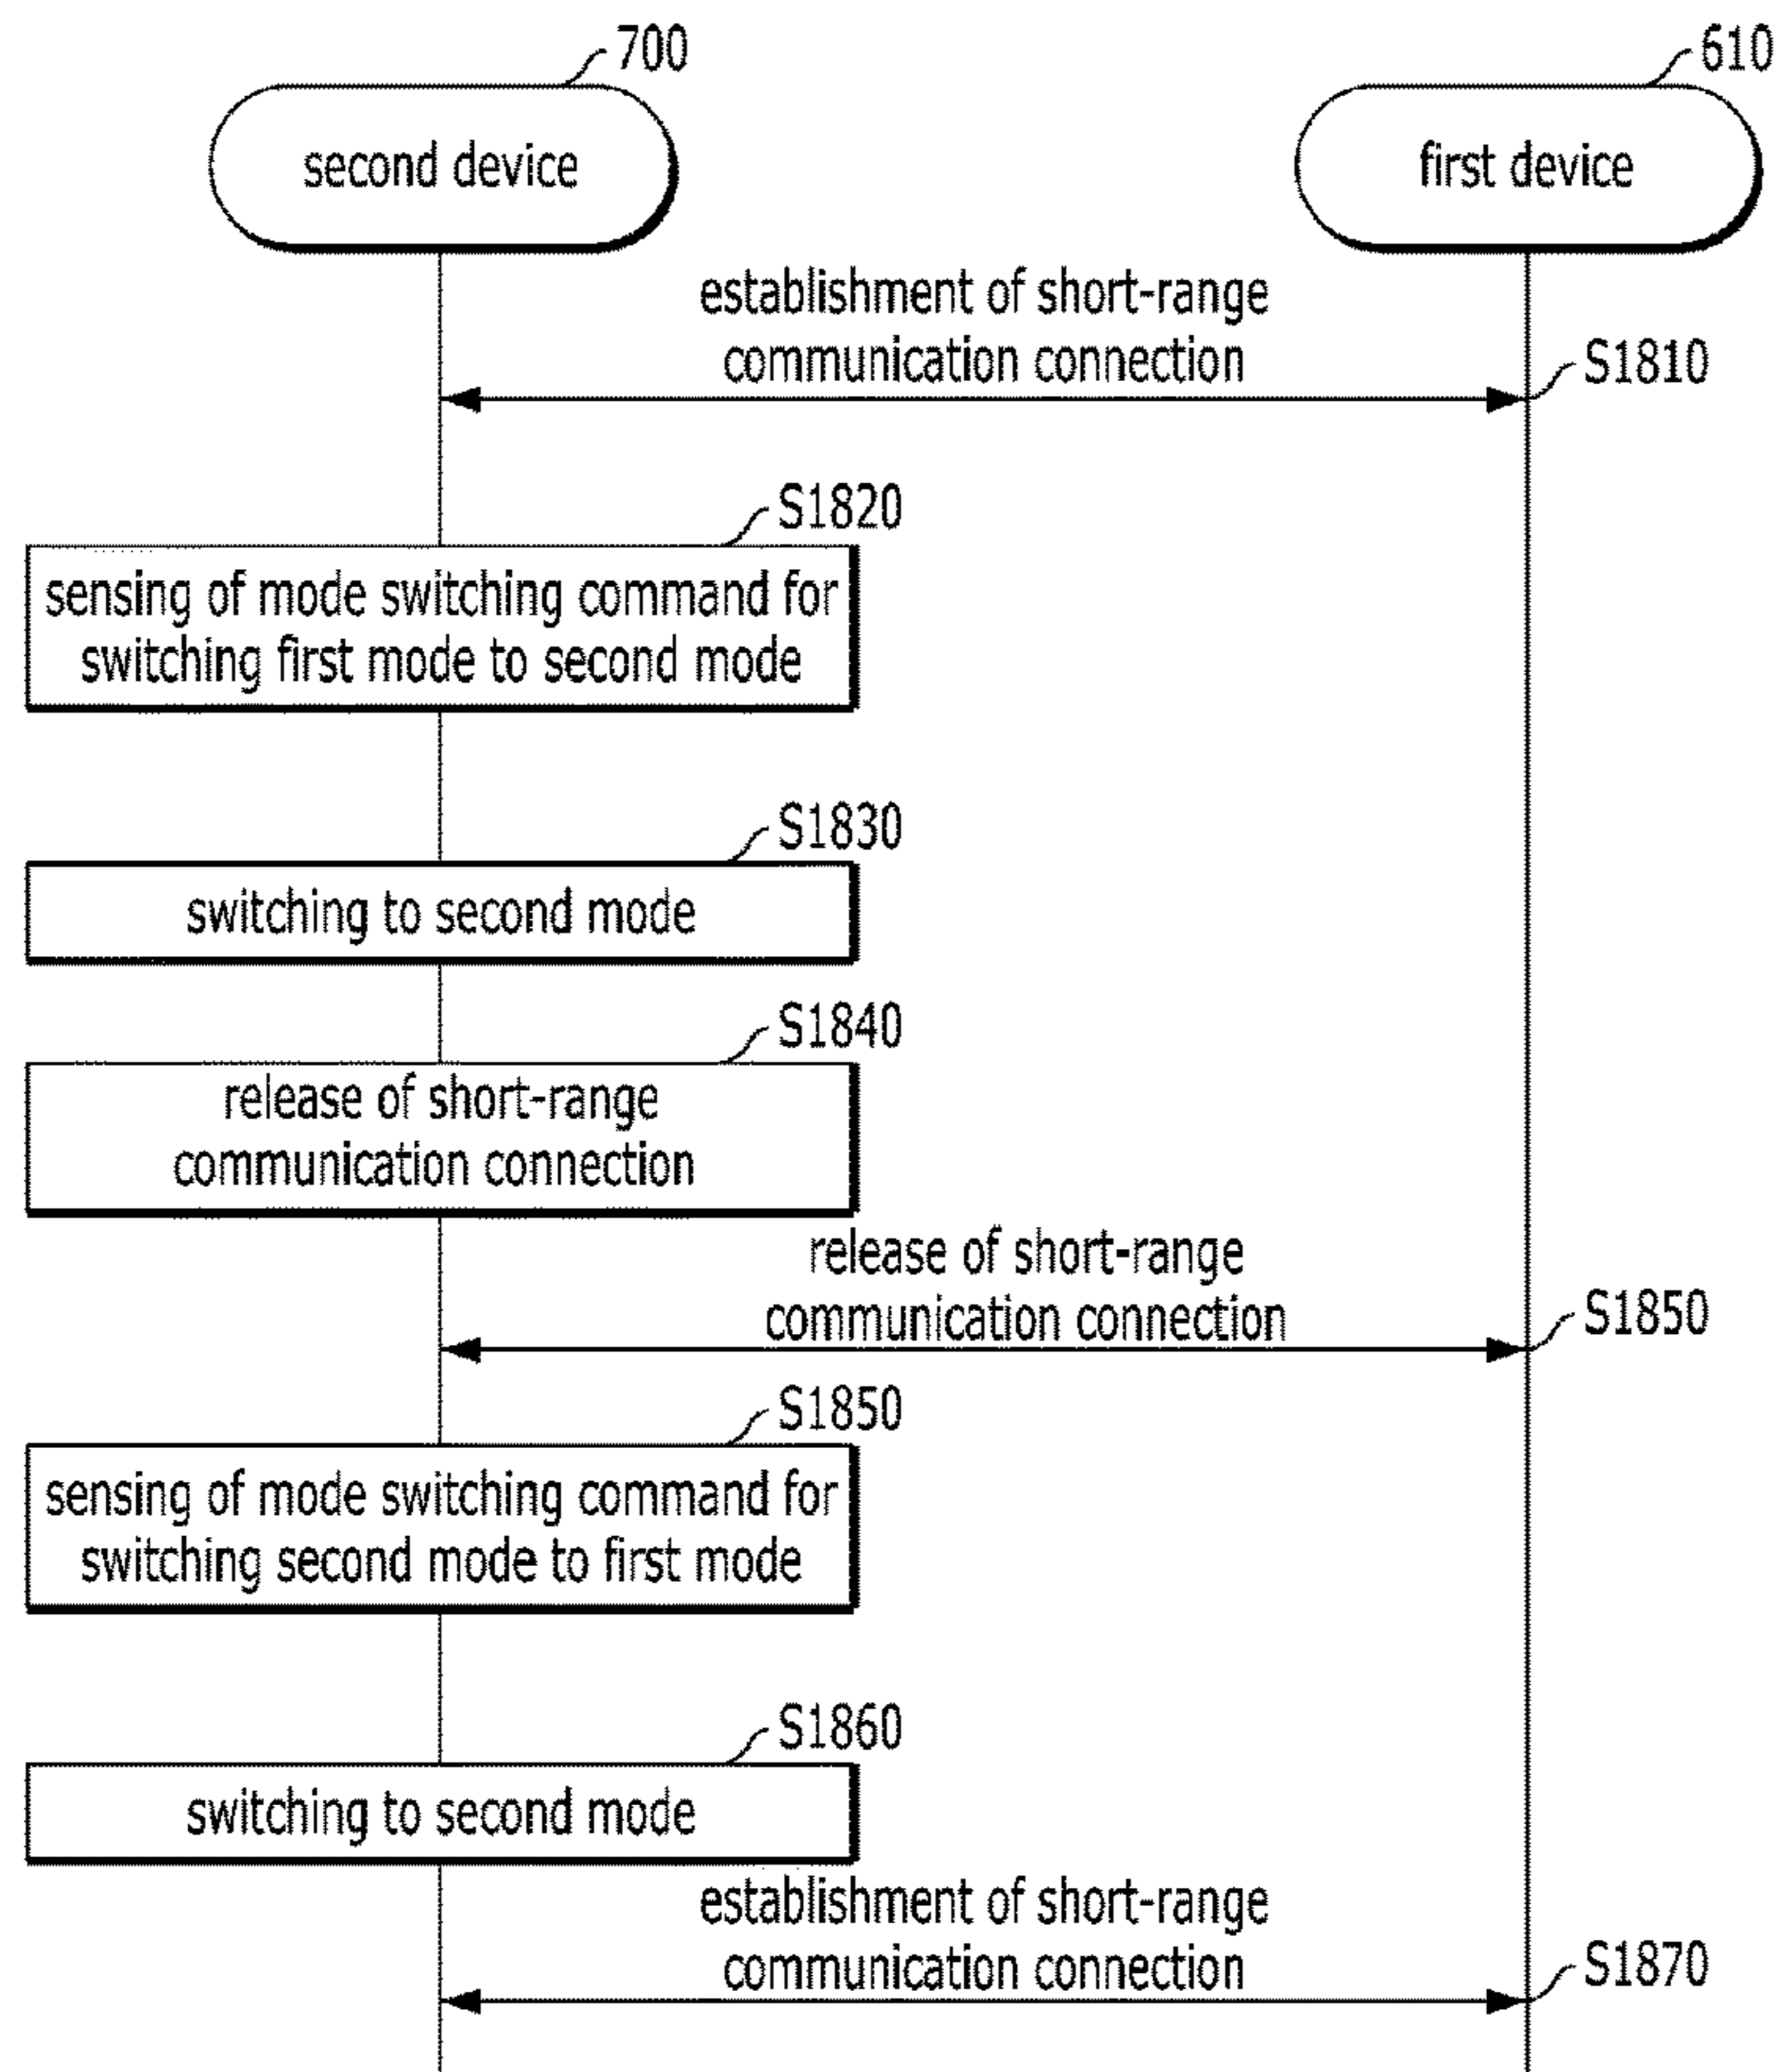 700
610
second device
first device
establishment of short-range
communication connection
S1810
S1820
sensing of mode switching command for
switching first mode to second mode
S1830
switching to second mode
S1840
release of short-range
communication connection
release of short-range
communication connection
S1850
S1850
sensing of mode switching command for
switching second mode to first mode
S1860
switching to second mode
establishment of short-range
communication connection
S1870